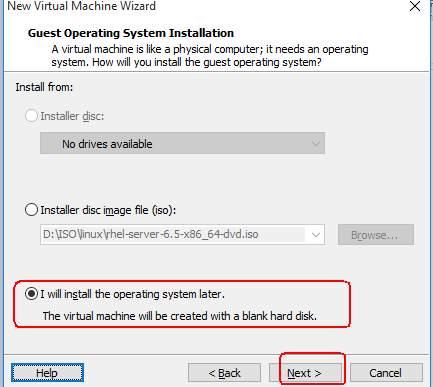 New Virtual Machine Wizard
Guest Operating System Installation
A virtual machine is like a physical computer; it needs an operating
system. How will you install the guest operating system?
Install from:
Installer disc:
No drives available
Installer disc image file (iso):
D:\ISO\linux\rhel-server-6.5-x86_64-dvd.iso
Browse...
I will install the operating system later.
The virtual machine will be created with a blank hard disk.
Help
< Back
Next >
Cancel